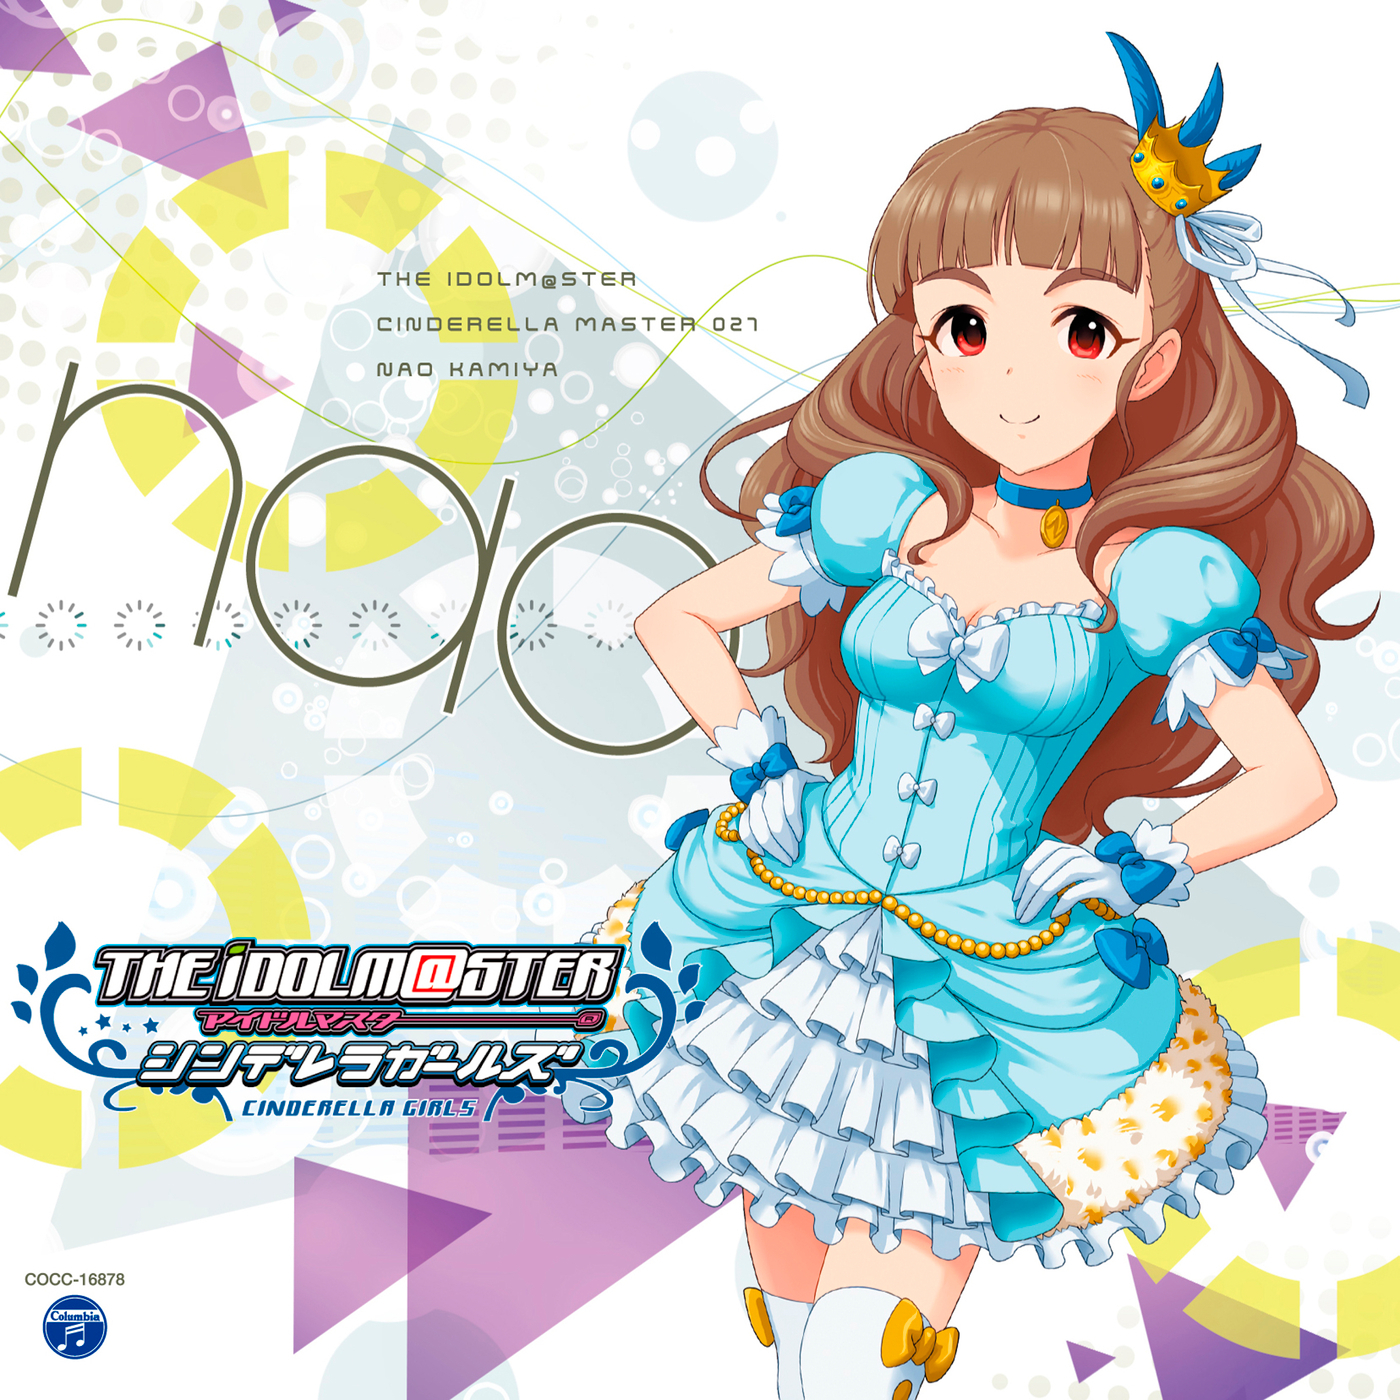 THE IDOLM@STER
CINDERELLA MASTER 027
NAO KAMIYA
nao
THE iDOLM@STER
アイドルマスター
シンデレラガールズ
CINDERELLA GIRLS
COCC-16878
Columbia